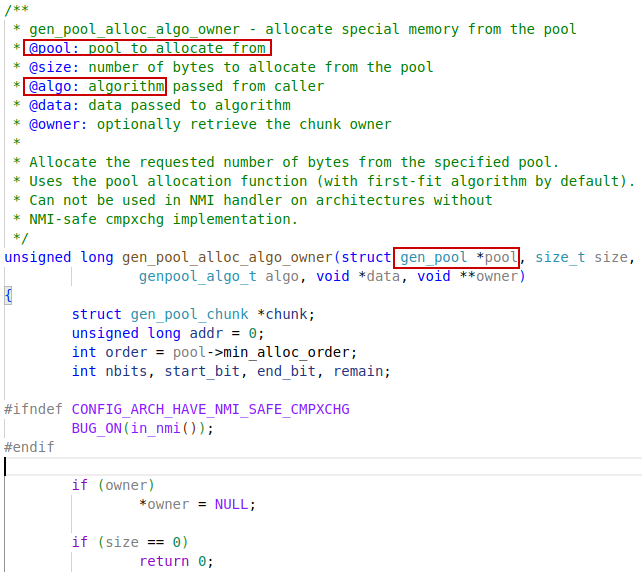 /**
 * gen_pool_alloc_algo_owner - allocate special memory from the pool
 * @pool: pool to allocate from
 * @size: number of bytes to allocate from the pool
 * @algo: algorithm passed from caller
 * @data: data passed to algorithm
 * @owner: optionally retrieve the chunk owner
 *
 * Allocate the requested number of bytes from the specified pool.
 * Uses the pool allocation function (with first-fit algorithm by default).
 * Can not be used in NMI handler on architectures without
 * NMI-safe cmpxchg implementation.
 */
unsigned long gen_pool_alloc_algo_owner(struct gen_pool *pool, size_t size,
		genpool_algo_t algo, void *data, void **owner)
{
	struct gen_pool_chunk *chunk;
	unsigned long addr = 0;
	int order = pool->min_alloc_order;
	int nbits, start_bit, end_bit, remain;

#ifndef CONFIG_ARCH_HAVE_NMI_SAFE_CMPXCHG
	BUG_ON(in_nmi());
#endif

	if (owner)
		*owner = NULL;

	if (size == 0)
		return 0;